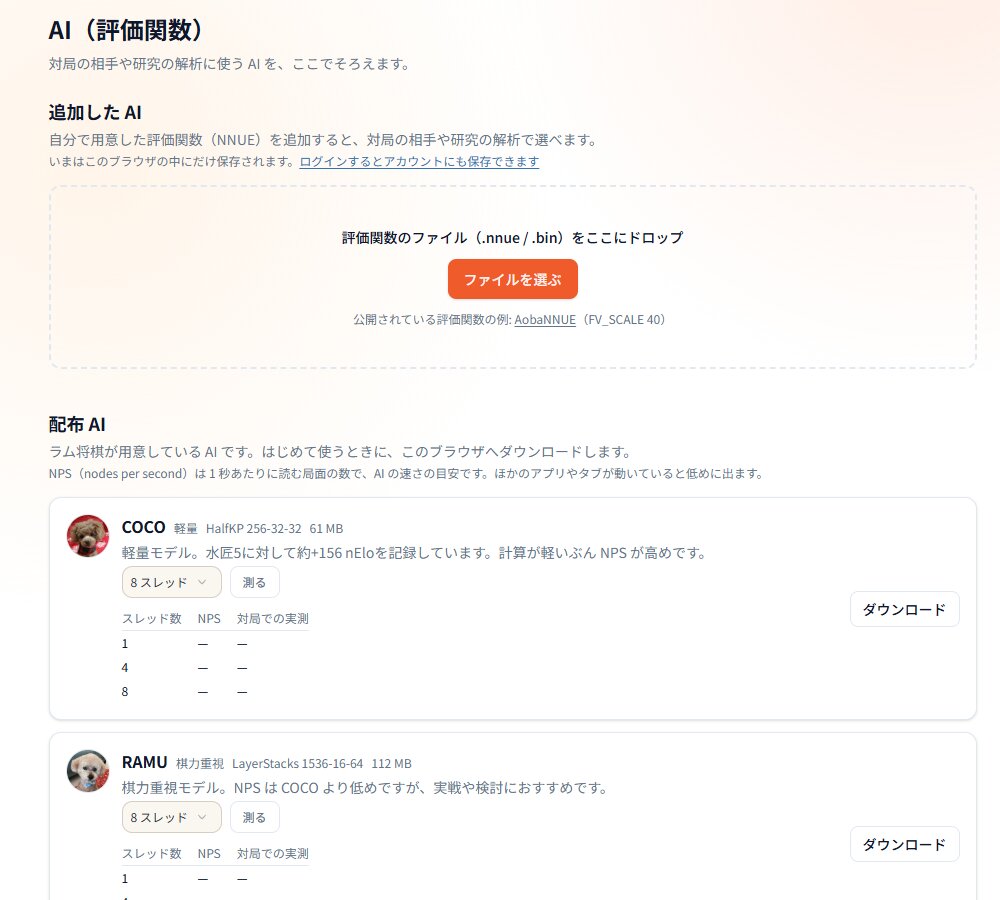 AI（評価関数）
対局の相手や研究の解析に使う AI を、ここでそろえます。
追加した AI
自分で用意した評価関数（NNUE）を追加すると、対局の相手や研究の解析で選べます。
いまはこのブラウザの中にだけ保存されます。ログインするとアカウントにも保存できます
評価関数のファイル（.nnue / .bin）をここにドロップ
ファイルを選ぶ
公開されている評価関数の例: AobaNNUE（FV_SCALE 40）
配布 AI
ラム将棋が用意している AI です。はじめて使うときに、このブラウザへダウンロードします。
NPS（nodes per second）は 1 秒あたりに読む局面の数で、AI の速さの目安です。ほかのアプリやタブが動いていると低めに出ます。
COCO 軽量 HalfKP 256-32-32 61 MB
軽量モデル。水匠5に対して約+156 nEloを記録しています。計算が軽いぶん NPS が高めです。
8 スレッド 測る
ダウンロード
スレッド数 NPS 対局での実測
1 — —
4 — —
8 — —
RAMU 棋力重視 LayerStacks 1536-16-64 112 MB
棋力重視モデル。NPS は COCO より低めですが、実戦や検討におすすめです。
8 スレッド 測る
ダウンロード
スレッド数 NPS 対局での実測
1 — —